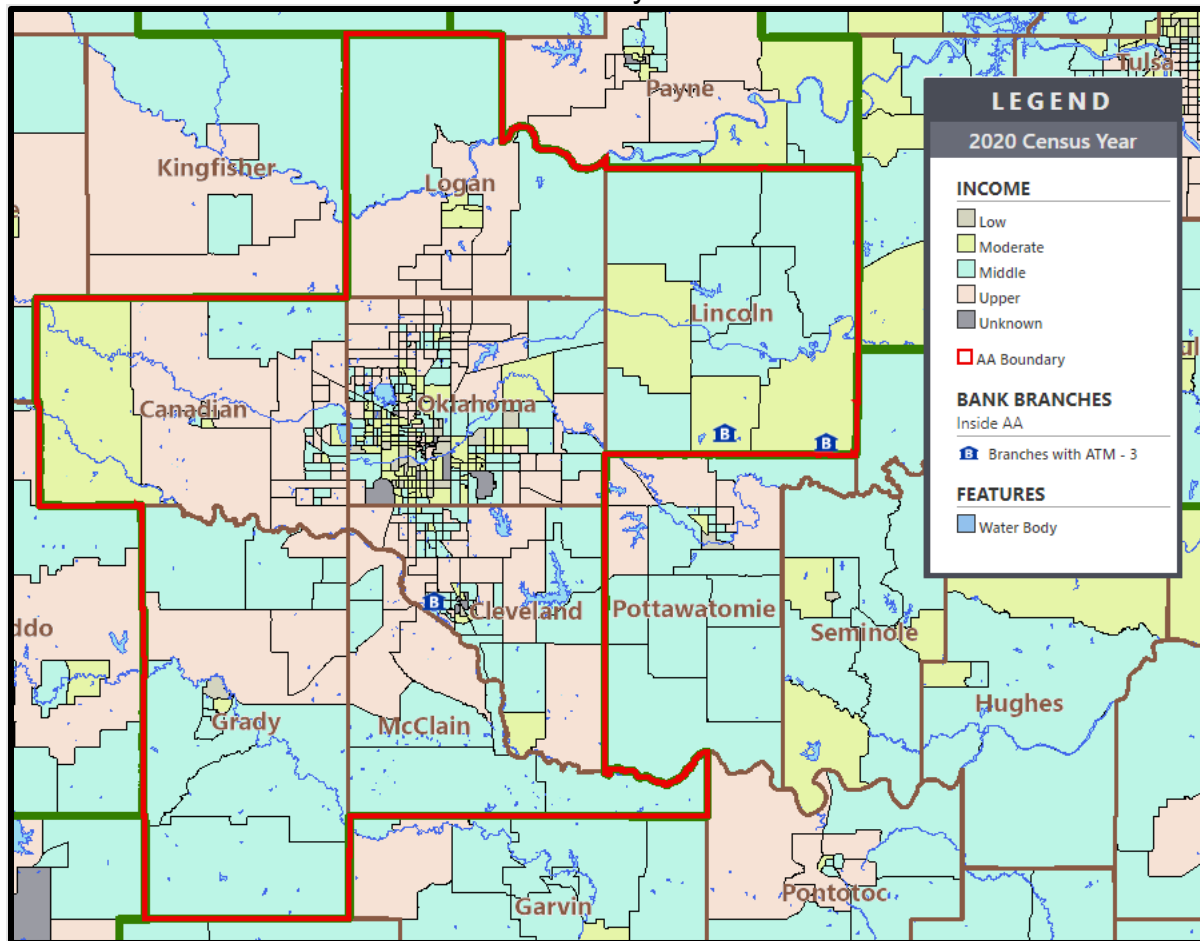 Tulsa
Payne
LEGEND
2020 Census Year
Kingfisher
Logan
INCOME
Low
Moderate
Middle
Upper
Unknown
AA Boundary
Lincoln
Canadian
Oklahoma
BANK BRANCHES
Inside AA
B
B
B Branches with ATM - 3
FEATURES
Water Body
B
Cleveland
Pottawatomie
ddo
Seminole
Hughes
Grady
McClain
Pontotoc
Garvin